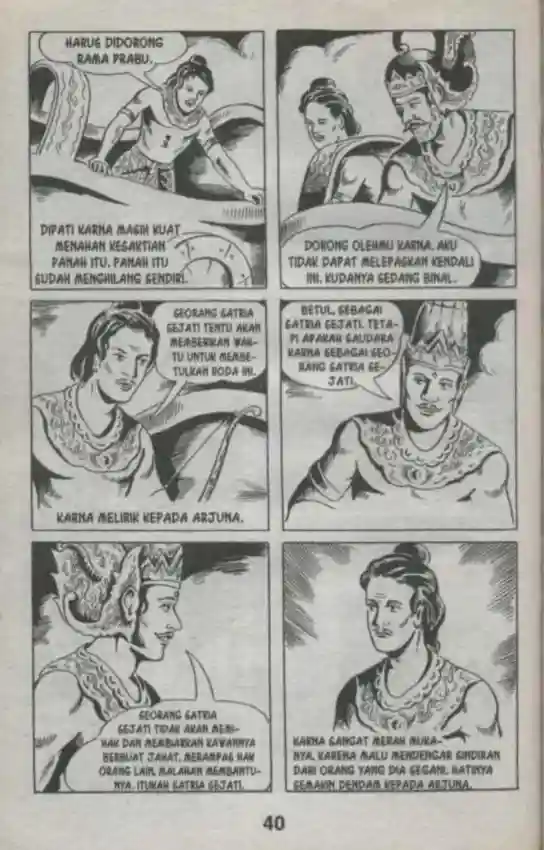 HARUS DIDORONG
RAMA PRABU.
DIPATI KARNA MASIH KUAT
MENAHAN KESAKTIAN
PANAH ITU. PANAH ITU
SUDAH MENGHILANG SENDIRI.
DORONG OLEHMU KARNA. AKU
TIDAK DAPAT MELEPASKAN KENDALI
INI. KUDANYA SEDANG BINAL.
SEORANG SATRIA
SEJATI TENTU AKAN
MEMBERIKAN WAK-
TU UNTUK MEMBE-
TULKAN RODA INI.
KARNA MELIRIK KEPADA ARJUNA.
BETUL, SEBAGAI
SATRIA SEJATI. TETA-
PI APAKAH SAUDARA
KARNA SEBAGAI SEO-
RANG SATRIA SE-
JATI.
SEORANG SATRIA
SEJATI TIDAK AKAN MEMI-
HAK DAN MEMBIARKAN KAWANNYA
BERBUAT JAHAT, MERAMPAS HAK
ORANG LAIN, MALAHAN MEMBANTU-
NYA. ITUKAH SATRIA SEJATI.
KARNA SANGAT MERAH MUKA-
NYA. KARENA MALU MENDENGAR SINDIRAN
DARI ORANG YANG DIA SEGANI. HATINYA
SEMAKIN DENDAM KEPADA ARJUNA.
40